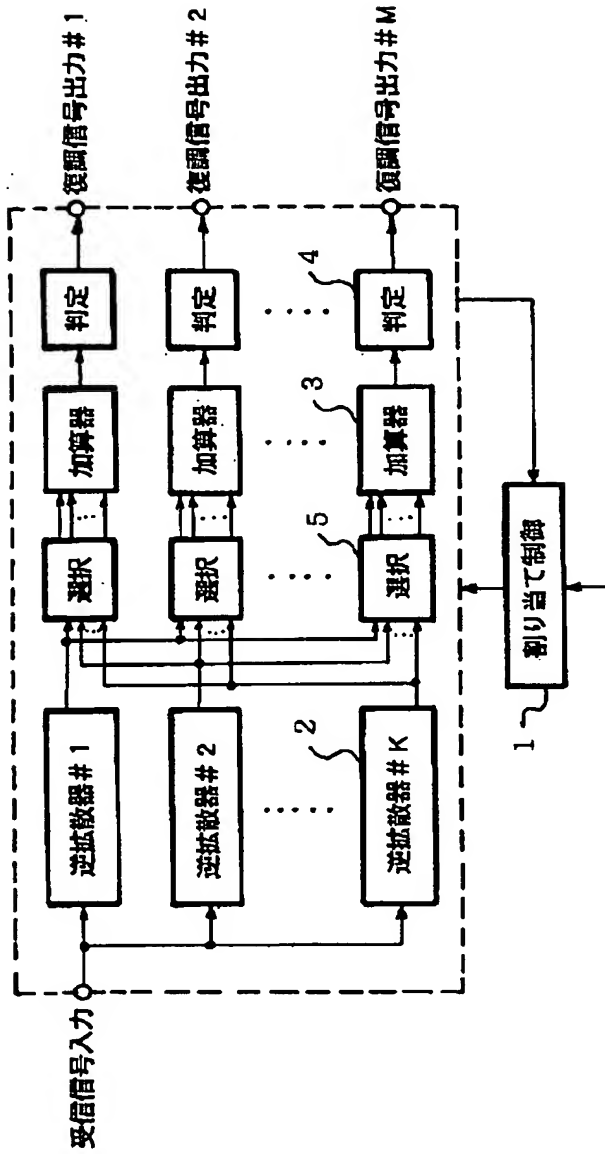 受信信号入力
逆拡散器#1
逆拡散器#2
逆拡散器#K
2
選択
選択
選択
5
加算器
加算器
加算器
3
判定
判定
判定
4
復調信号出力#1
復調信号出力#2
復調信号出力#M
割り当て制御
1